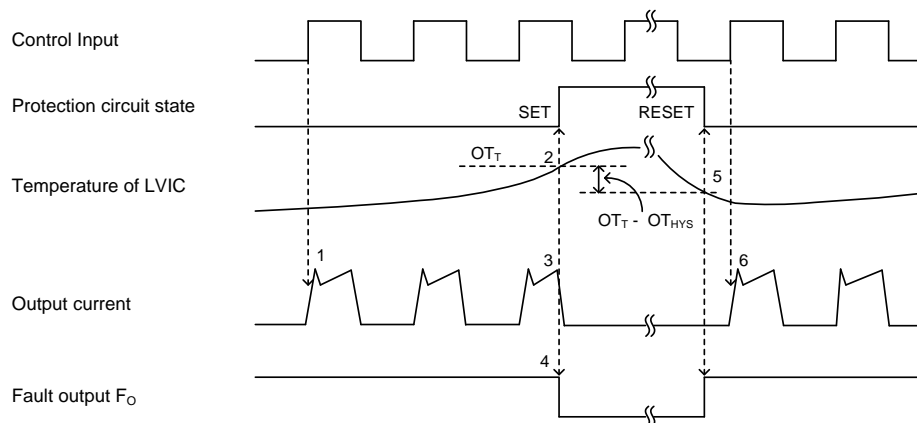 Control Input
Protection circuit state
SET
RESET
OT_T
2
5
Temperature of LVIC
OT_T - OT_HYS
1
3
6
Output current
4
Fault output F_O